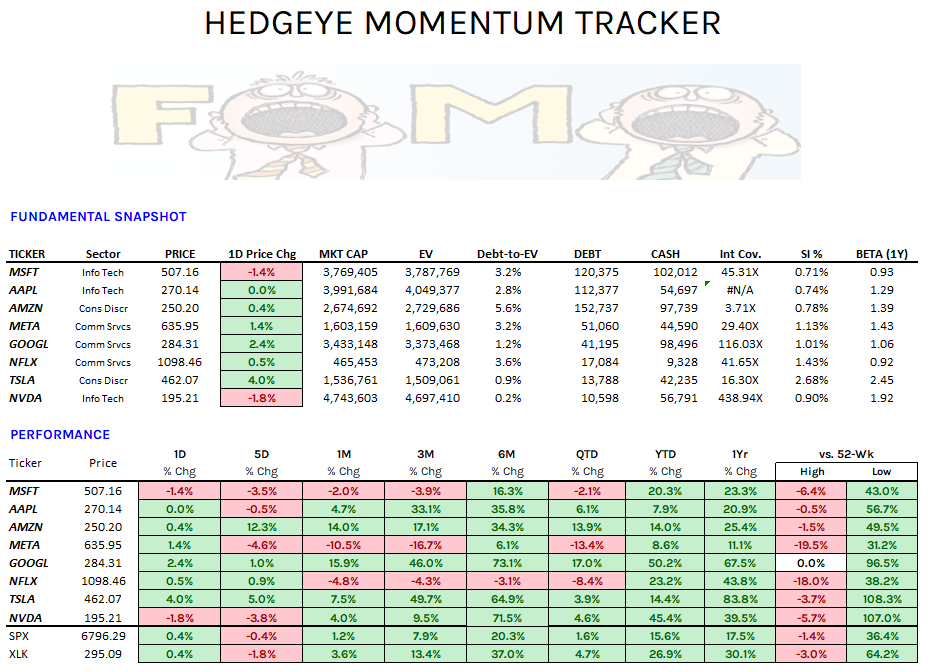 HEDGEYE MOMENTUM TRACKER
FOMO
FUNDAMENTAL SNAPSHOT
TICKER Sector PRICE 1D Price Chg MKT CAP EV Debt-to-EV DEBT CASH Int Cov. SI % BETA (1Y)
MSFT Info Tech 507.16 -1.4% 3,769,405 3,787,769 3.2% 120,375 102,012 45.31X 0.71% 0.93
AAPL Info Tech 270.14 0.0% 3,991,684 4,049,377 2.8% 112,377 54,697 #N/A 0.74% 1.29
AMZN Cons Discr 250.20 0.4% 2,674,692 2,729,686 5.6% 152,737 97,739 3.71X 0.78% 1.39
META Comm Srvcs 635.95 1.4% 1,603,159 1,609,630 3.2% 51,060 44,590 29.40X 1.13% 1.43
GOOGL Comm Srvcs 284.31 2.4% 3,433,148 3,373,468 1.2% 41,195 98,496 116.03X 1.01% 1.06
NFLX Comm Srvcs 1098.46 0.5% 465,453 473,208 3.6% 17,084 9,328 41.65X 1.43% 0.92
TSLA Cons Discr 462.07 4.0% 1,536,761 1,509,061 0.9% 13,788 42,235 16.30X 2.68% 2.45
NVDA Info Tech 195.21 -1.8% 4,743,603 4,697,410 0.2% 10,598 56,791 438.94X 0.90% 1.92
PERFORMANCE
1D 5D 1M 3M 6M QTD YTD 1Yr vs. 52-Wk
Ticker Price % Chg % Chg % Chg % Chg % Chg % Chg % Chg % Chg High Low
MSFT 507.16 -1.4% -3.5% -2.0% -3.9% 16.3% -2.1% 20.3% 23.3% -6.4% 43.0%
AAPL 270.14 0.0% -0.5% 4.7% 33.1% 35.8% 6.1% 7.9% 20.9% -0.5% 56.7%
AMZN 250.20 0.4% 12.3% 14.0% 17.1% 34.3% 13.9% 14.0% 25.4% -1.5% 49.5%
META 635.95 1.4% -4.6% -10.5% -16.7% 6.1% -13.4% 8.6% 11.1% -19.5% 31.2%
GOOGL 284.31 2.4% 1.0% 15.9% 46.0% 73.1% 17.0% 50.2% 67.5% 0.0% 96.5%
NFLX 1098.46 0.5% 0.9% -4.8% -4.3% -3.1% -8.4% 23.2% 43.8% -18.0% 38.2%
TSLA 462.07 4.0% 5.0% 7.5% 49.7% 64.9% 3.9% 14.4% 83.8% -3.7% 108.3%
NVDA 195.21 -1.8% -3.8% 4.0% 9.5% 71.5% 4.6% 45.4% 39.5% -5.7% 107.0%
SPX 6796.29 0.4% -0.4% 1.2% 7.9% 20.3% 1.6% 15.6% 17.5% -1.4% 36.4%
XLK 295.09 0.4% -1.8% 3.6% 13.4% 37.0% 4.7% 26.9% 30.1% -3.0% 64.2%